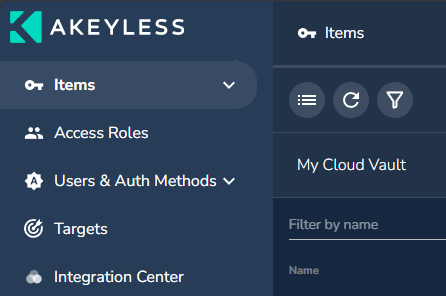 AKEYLESS
Items
Access Roles
Users & Auth Methods
Targets
Integration Center
Items
My Cloud Vault
Filter by name
Name